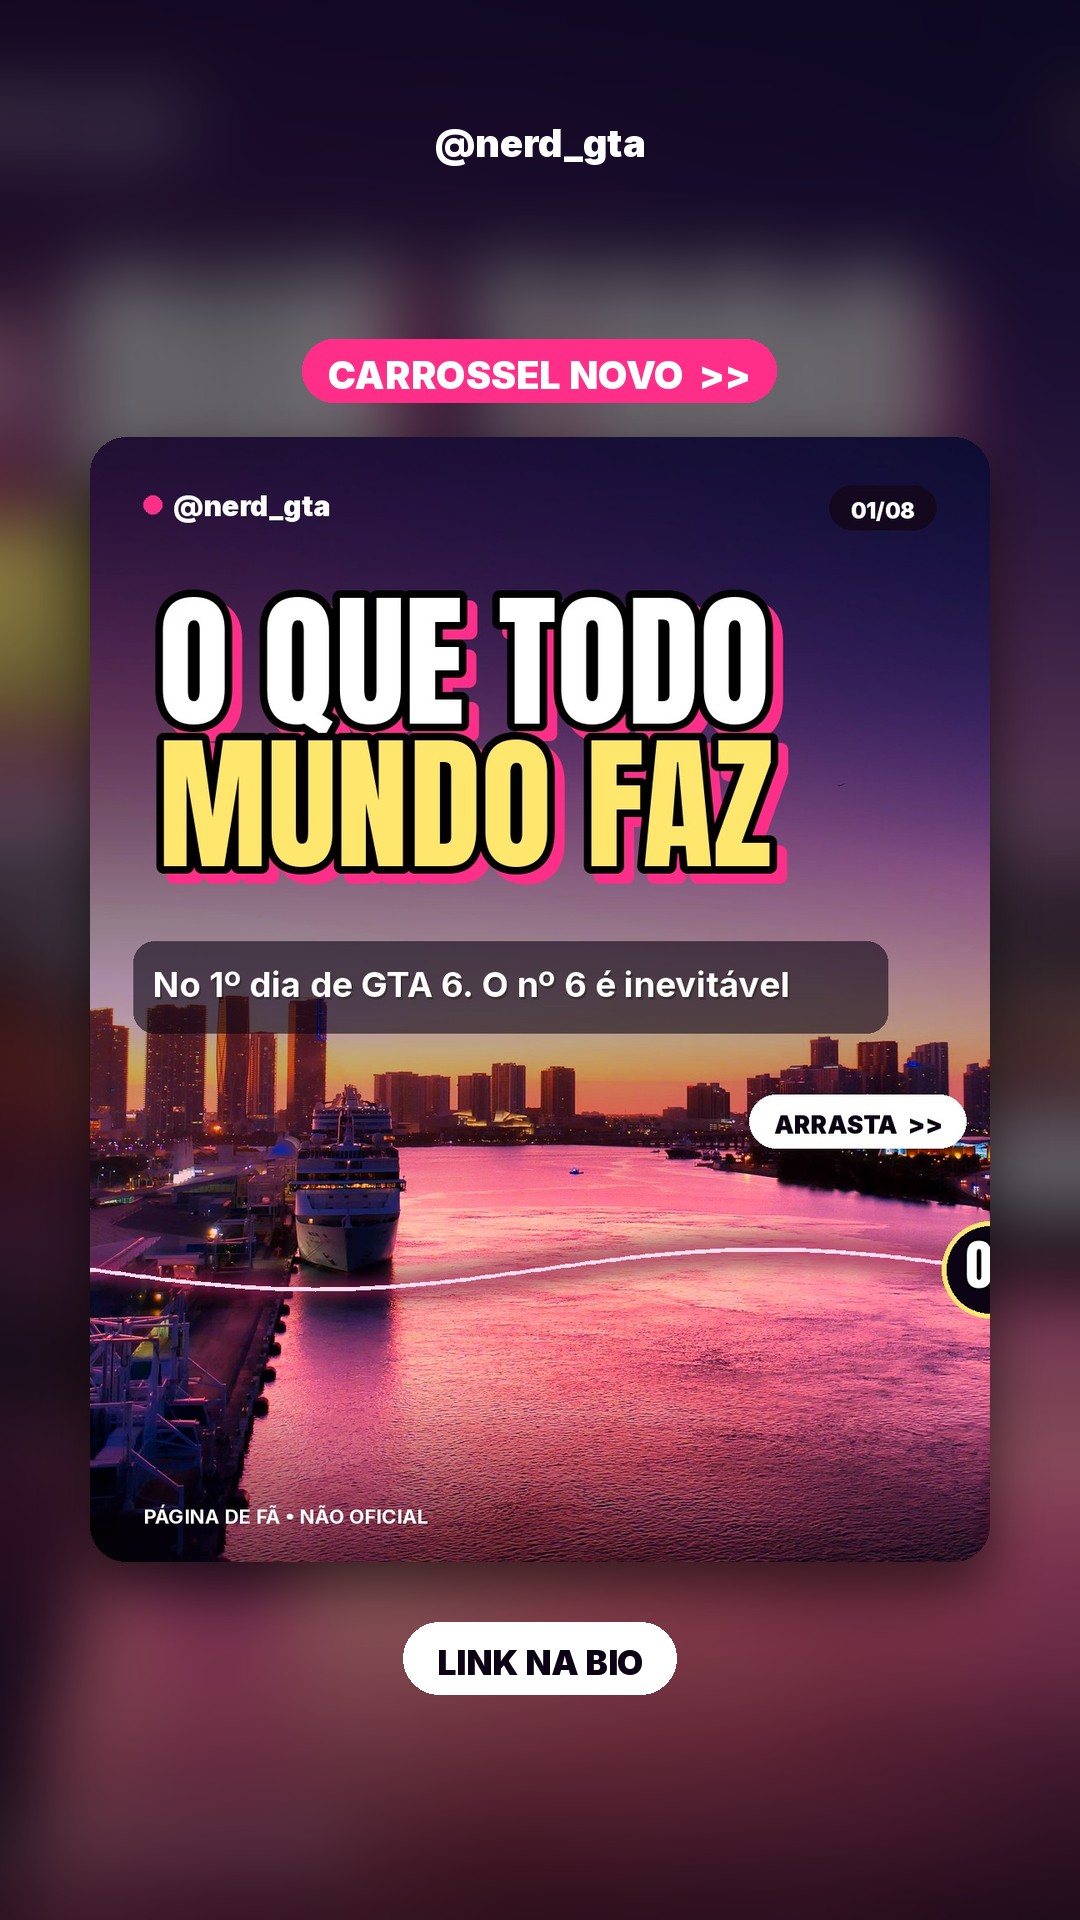 @nerd_gta
CARROSSEL NOVO >>
@nerd_gta
01/08
O QUE TODO
MUNDO FAZ
No 1º dia de GTA 6. O nº 6 é inevitável
ARRASTA >>
0
PÁGINA DE FÃ • NÃO OFICIAL
LINK NA BIO